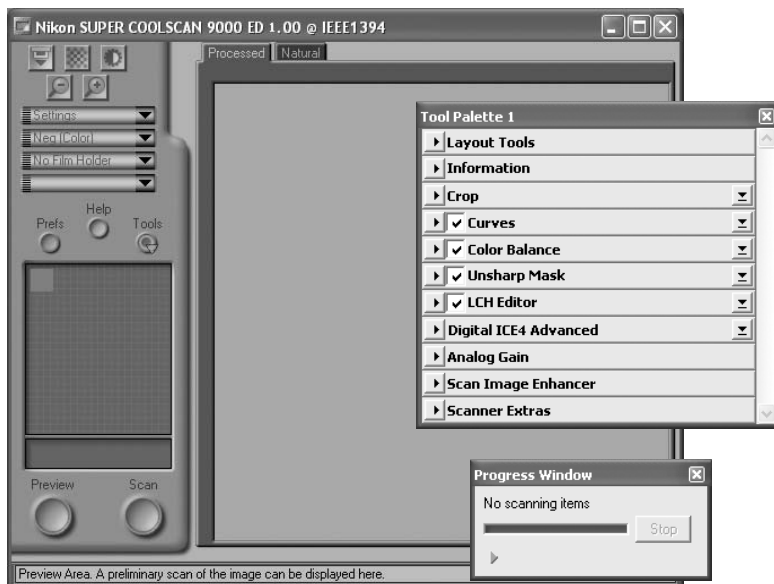 Nikon SUPER COOLSCAN 9000 ED 1.00 @ IEEE1394
Processed
Natural
Settings
Neg (Color)
No Film Holder
Prefs
Help
Tools
Preview
Scan
Tool Palette 1
Layout Tools
Information
Crop
Curves
Color Balance
Unsharp Mask
LCH Editor
Digital ICE4 Advanced
Analog Gain
Scan Image Enhancer
Scanner Extras
Progress Window
No scanning items
Stop
Preview Area. A preliminary scan of the image can be displayed here.